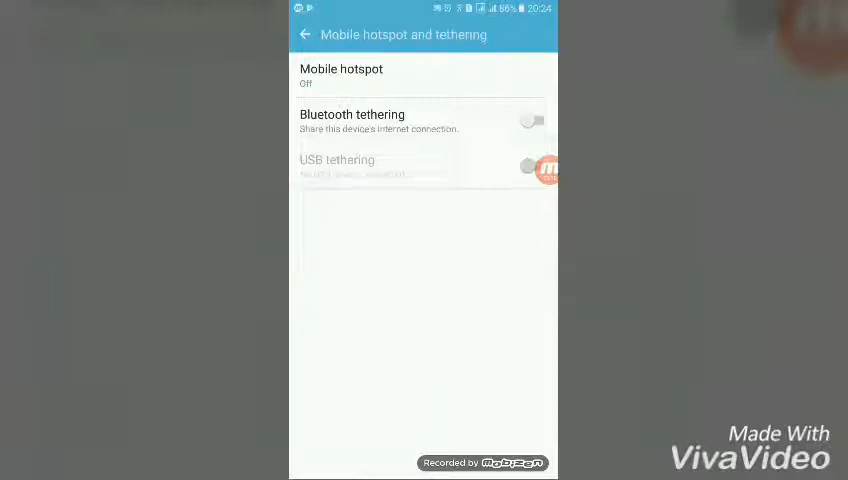 86% 20:24
Mobile hotspot and tethering
Mobile hotspot
Off
Bluetooth tethering
Share this device's internet connection.
USB tethering
Recorded by mobizen
Made With
VivaVideo